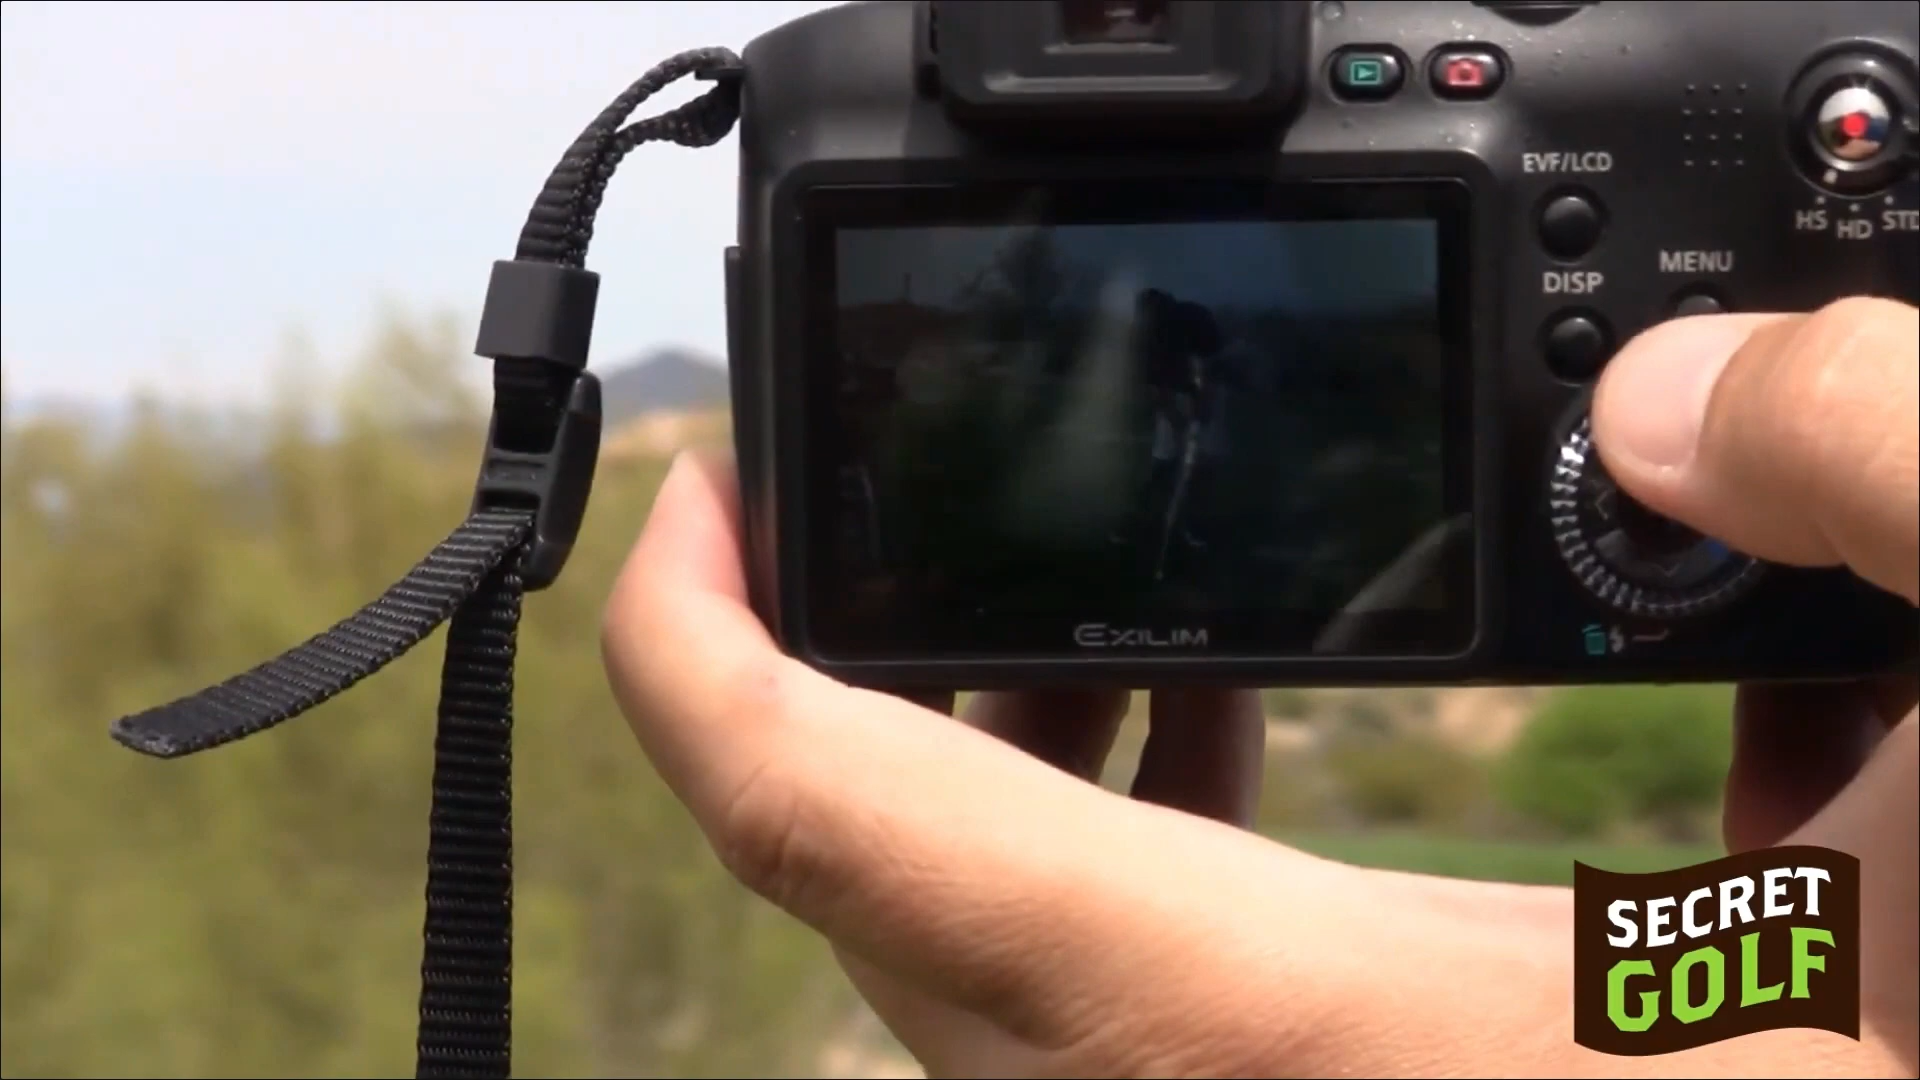 EVF/LCD
HS HD STD
MENU
DISP
EXILIM
SECRET
GOLF